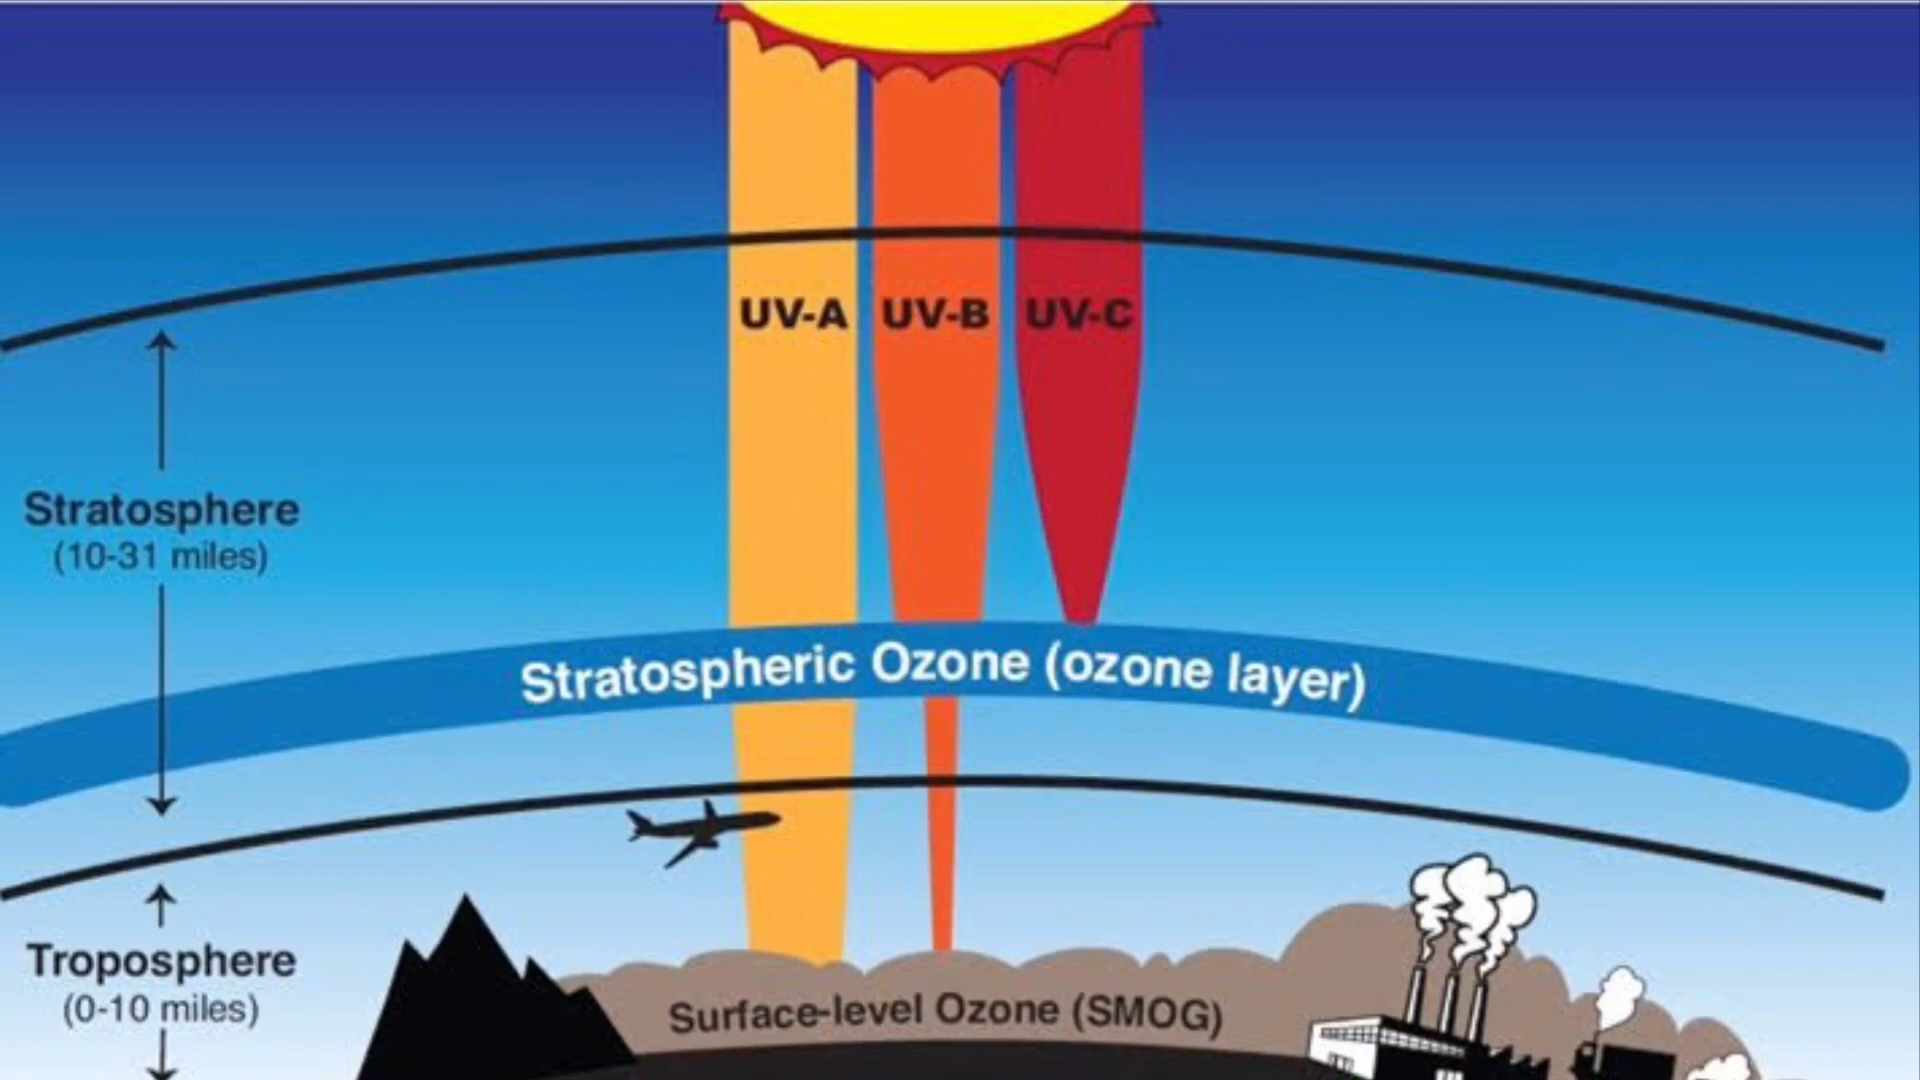 UV-A
UV-B
UV-C
Stratosphere
(10-31 miles)
Stratospheric Ozone (ozone layer)
Troposphere
(0-10 miles)
Surface-level Ozone (SMOG)